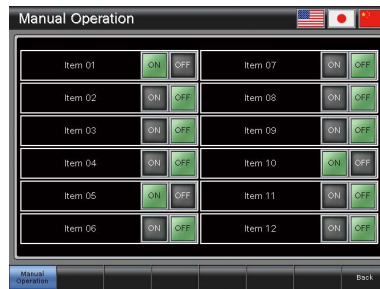 Manual Operation
Item 01 ON OFF Item 07 ON OFF
Item 02 ON OFF Item 08 ON OFF
Item 03 ON OFF Item 09 ON OFF
Item 04 ON OFF Item 10 ON OFF
Item 05 ON OFF Item 11 ON OFF
Item 06 ON OFF Item 12 ON OFF
Manual
Operation
Back